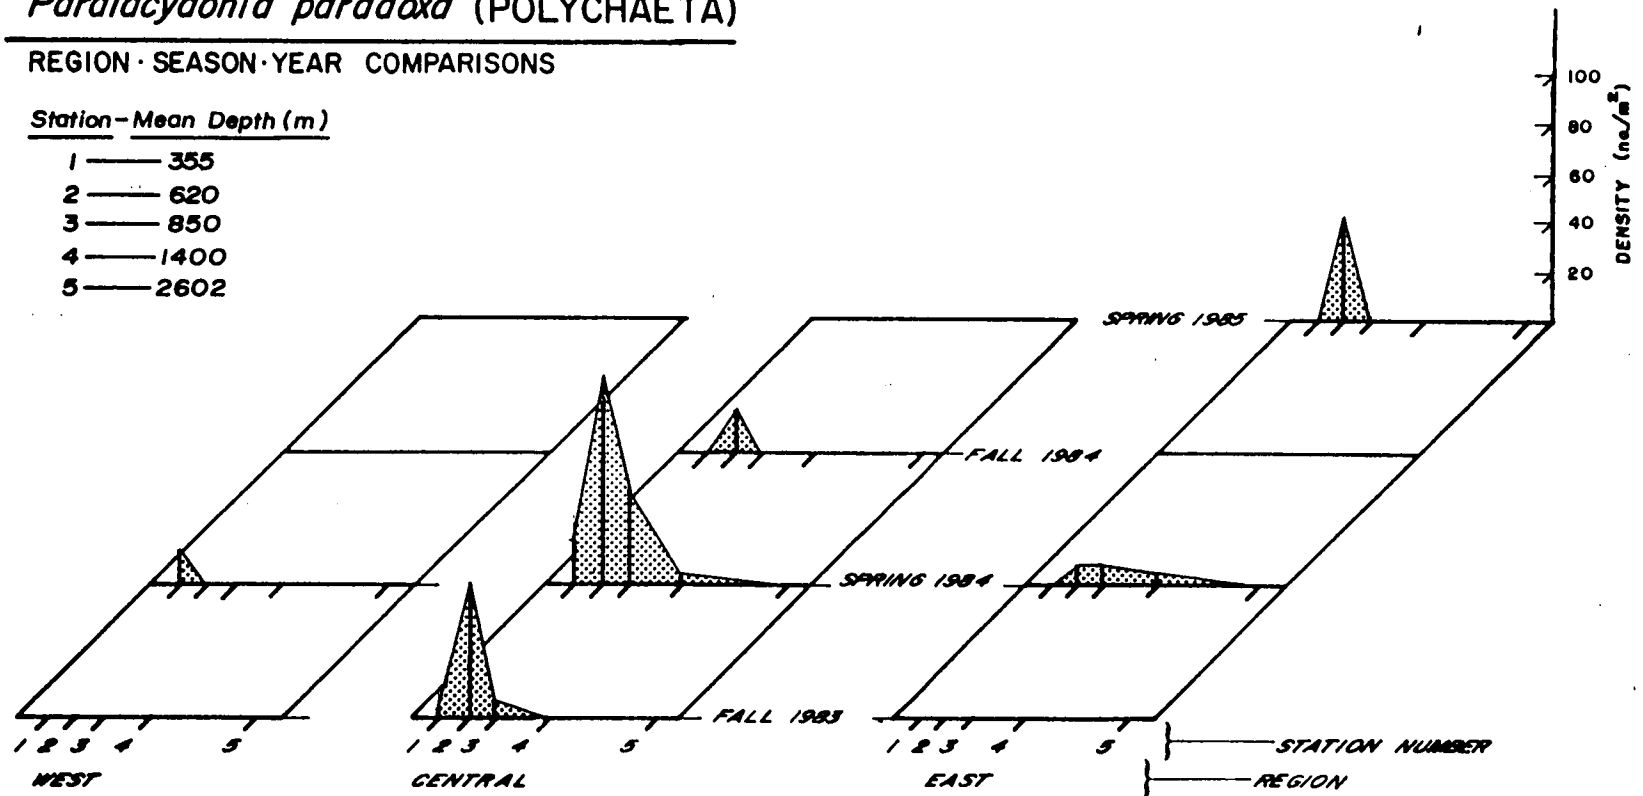 Paralacydonia paradoxa (POLYCHAETA)
REGION · SEASON · YEAR COMPARISONS
Station - Mean Depth (m)
1 —— 355
2 —— 620
3 —— 850
4 —— 1400
5 —— 2602
100
80
60
40
20
DENSITY (no/m²)
SPRING 1985
FALL 1984
SPRING 1984
FALL 1983
1 2 3 4 5
1 2 3 4 5
1 2 3 4 5
STATION NUMBER
WEST
CENTRAL
EAST
REGION